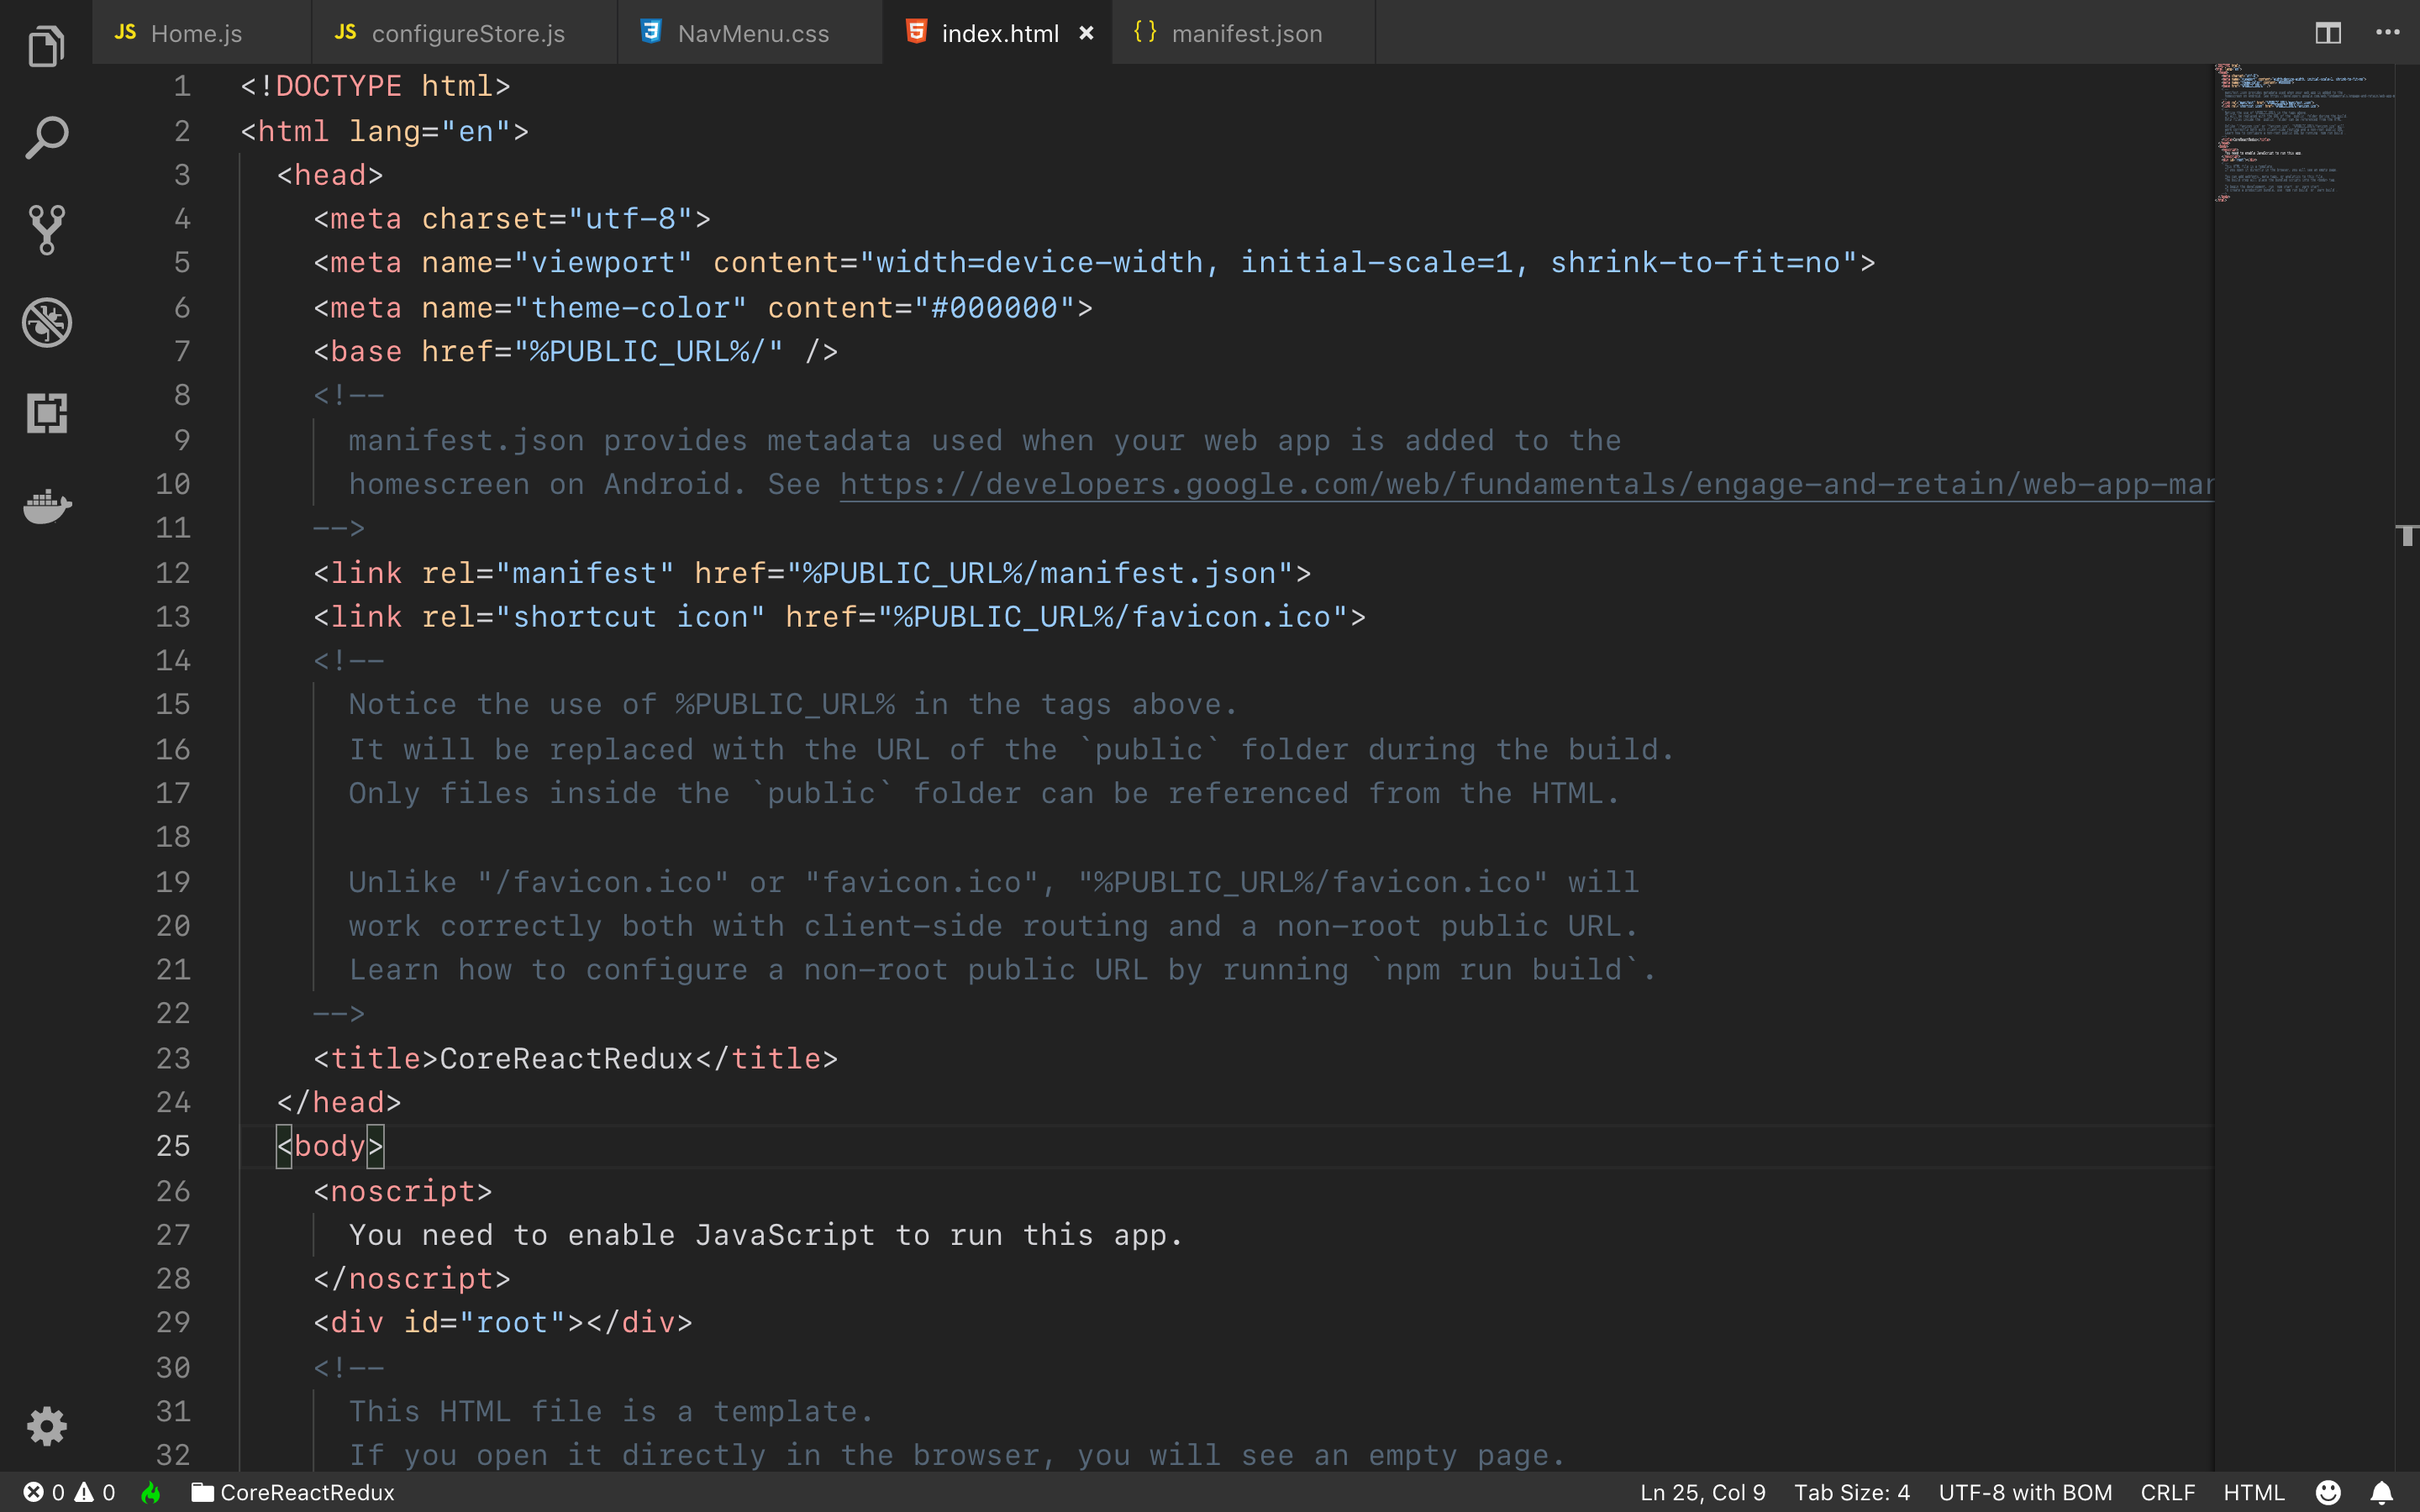 JS Home.js JS configureStore.js NavMenu.css index.html × {} manifest.json
1 <!DOCTYPE html>
2 <html lang="en">
3 <head>
4 <meta charset="utf-8">
5 <meta name="viewport" content="width=device-width, initial-scale=1, shrink-to-fit=no">
6 <meta name="theme-color" content="#000000">
7 <base href="%PUBLIC_URL%/" />
8 <!--
9 manifest.json provides metadata used when your web app is added to the
10 homescreen on Android. See https://developers.google.com/web/fundamentals/engage-and-retain/web-app-mar
11 -->
12 <link rel="manifest" href="%PUBLIC_URL%/manifest.json">
13 <link rel="shortcut icon" href="%PUBLIC_URL%/favicon.ico">
14 <!--
15 Notice the use of %PUBLIC_URL% in the tags above.
16 It will be replaced with the URL of the `public` folder during the build.
17 Only files inside the `public` folder can be referenced from the HTML.
18
19 Unlike "/favicon.ico" or "favicon.ico", "%PUBLIC_URL%/favicon.ico" will
20 work correctly both with client-side routing and a non-root public URL.
21 Learn how to configure a non-root public URL by running `npm run build`.
22 -->
23 <title>CoreReactRedux</title>
24 </head>
25 <body>
26 <noscript>
27 You need to enable JavaScript to run this app.
28 </noscript>
29 <div id="root"></div>
30 <!--
31 This HTML file is a template.
32 If you open it directly in the browser, you will see an empty page.
0 0 CoreReactRedux Ln 25, Col 9 Tab Size: 4 UTF-8 with BOM CRLF HTML